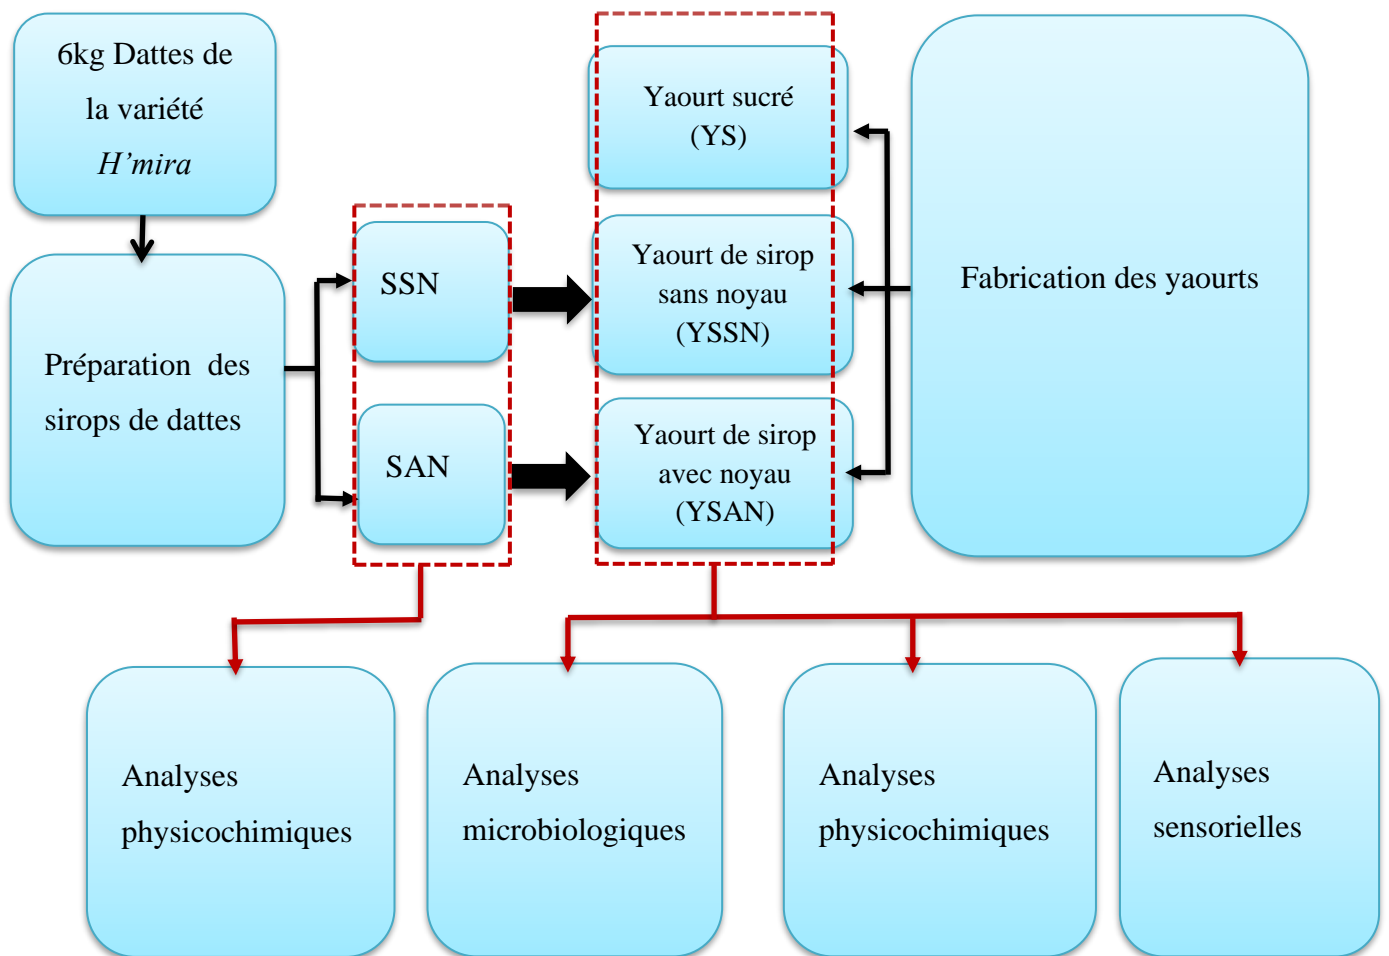 6kg Dattes de
la variété
H’mira
Préparation des
sirops de dattes
SSN
SAN
Yaourt sucré
(YS)
Yaourt de sirop
sans noyau
(YSSN)
Yaourt de sirop
avec noyau
(YSAN)
Fabrication des yaourts
Analyses
physicochimiques
Analyses
microbiologiques
Analyses
physicochimiques
Analyses
sensorielles